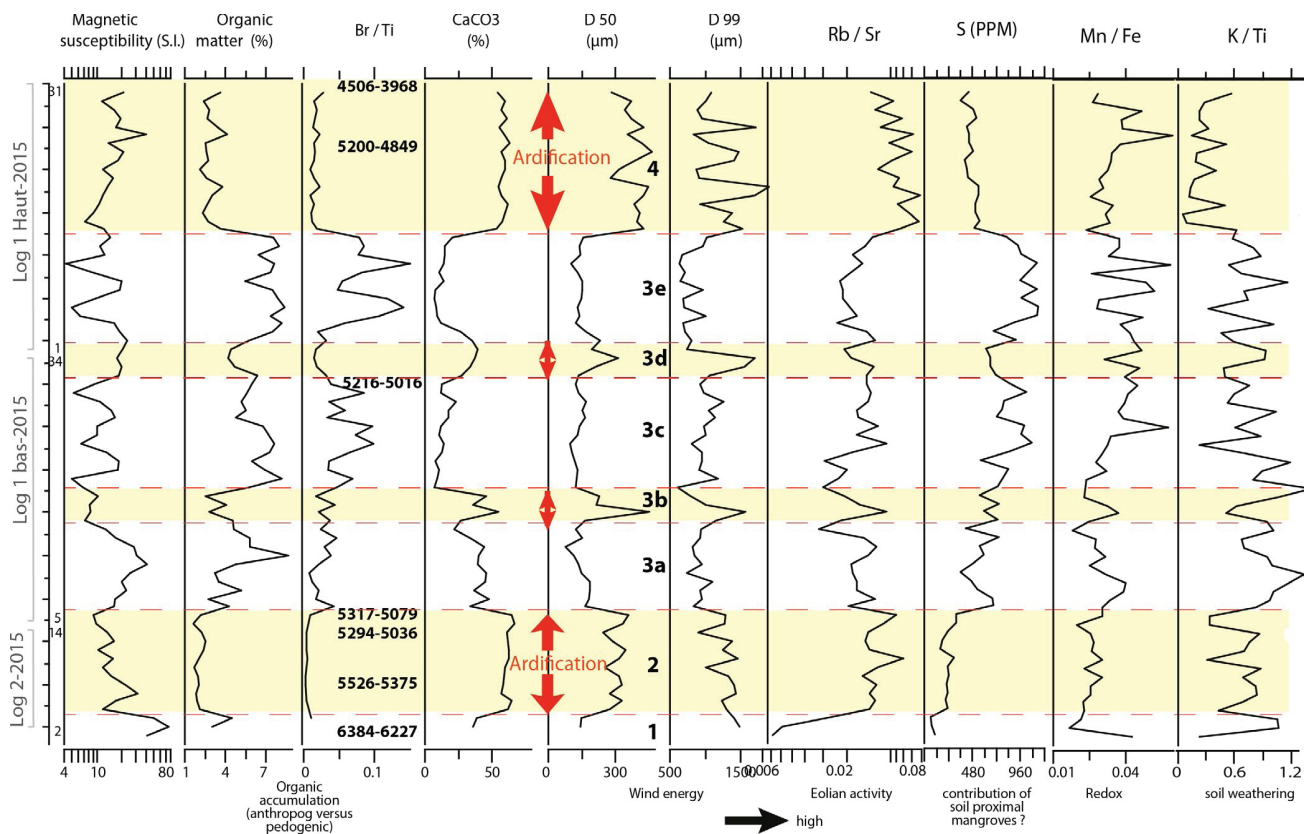 Magnetic
susceptibility (S.I.)
Organic
matter (%)
Br / Ti
CaCO3
(%)
D 50
(μm)
D 99
(μm)
Rb / Sr
S (PPM)
Mn / Fe
K / Ti
Log 1 Haut-2015
Log 1 bas-2015
Log 2-2015
31
1
34
5
14
2
4506-3968
5200-4849
5216-5016
5317-5079
5294-5036
5526-5375
6384-6227
Ardification
Ardification
4
3e
3d
3c
3b
3a
2
1
4 10 80
1 4 7
0 0.1
0 50
0 300
500 1500
0.006 0.02 0.08
480 960
0.01 0.04
0 0.6 1.2
Organic
accumulation
(anthropog versus
pedogenic)
Wind energy
Eolian activity
contribution of
soil proximal
mangroves ?
Redox
soil weathering
high